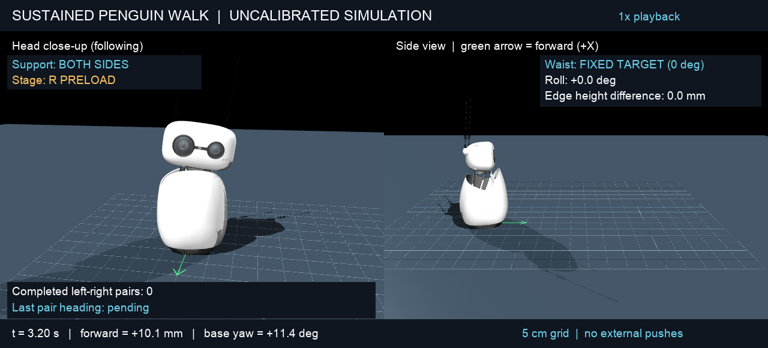 SUSTAINED PENGUIN WALK | UNCALIBRATED SIMULATION
1x playback
Head close-up (following)
Support: BOTH SIDES
Stage: R PRELOAD
Side view | green arrow = forward (+X)
Waist: FIXED TARGET (0 deg)
Roll: +0.0 deg
Edge height difference: 0.0 mm
Completed left-right pairs: 0
Last pair heading: pending
t = 3.20 s | forward = +10.1 mm | base yaw = +11.4 deg
5 cm grid | no external pushes